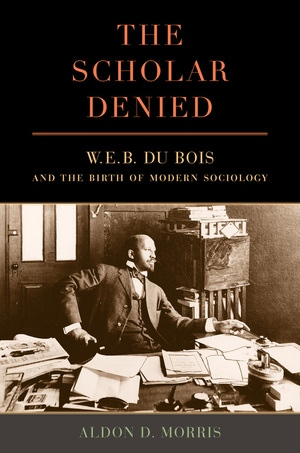 THE
SCHOLAR
DENIED
W.E.B. DU BOIS
AND THE BIRTH OF MODERN SOCIOLOGY
ALDON D. MORRIS